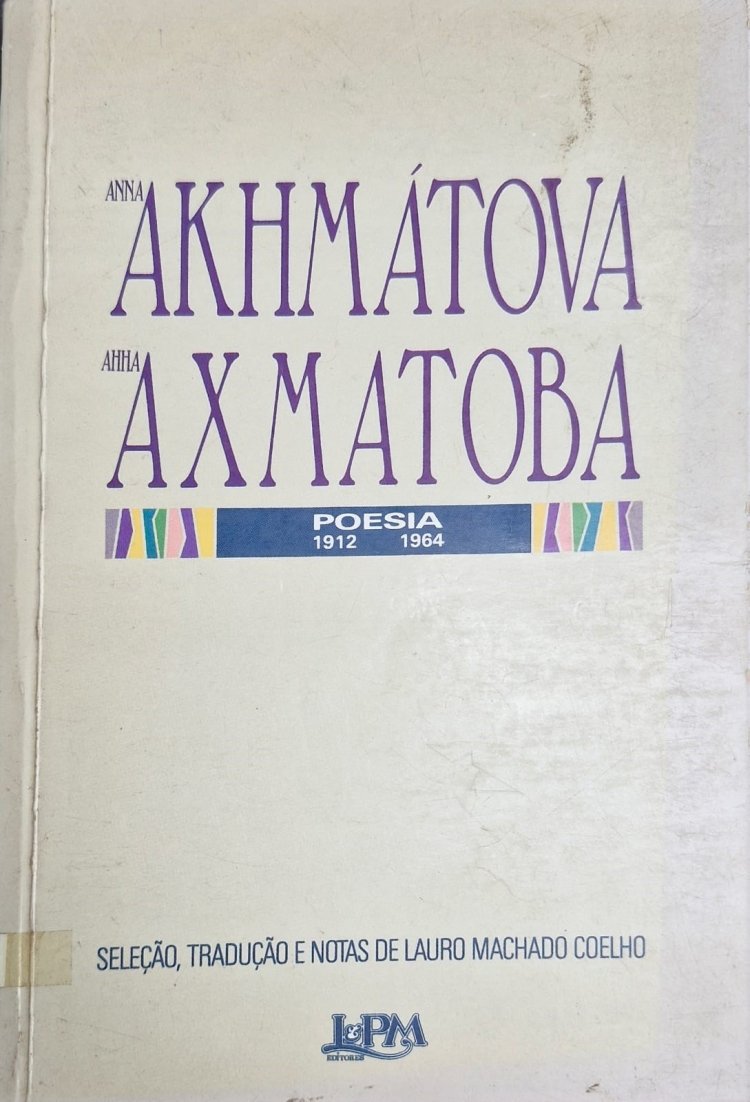 ANNA
AKHMÁTOVA
АННА
АХМАТОВА
POESIA
1912 1964
SELEÇÃO, TRADUÇÃO E NOTAS DE LAURO MACHADO COELHO
L&PM
EDITORES